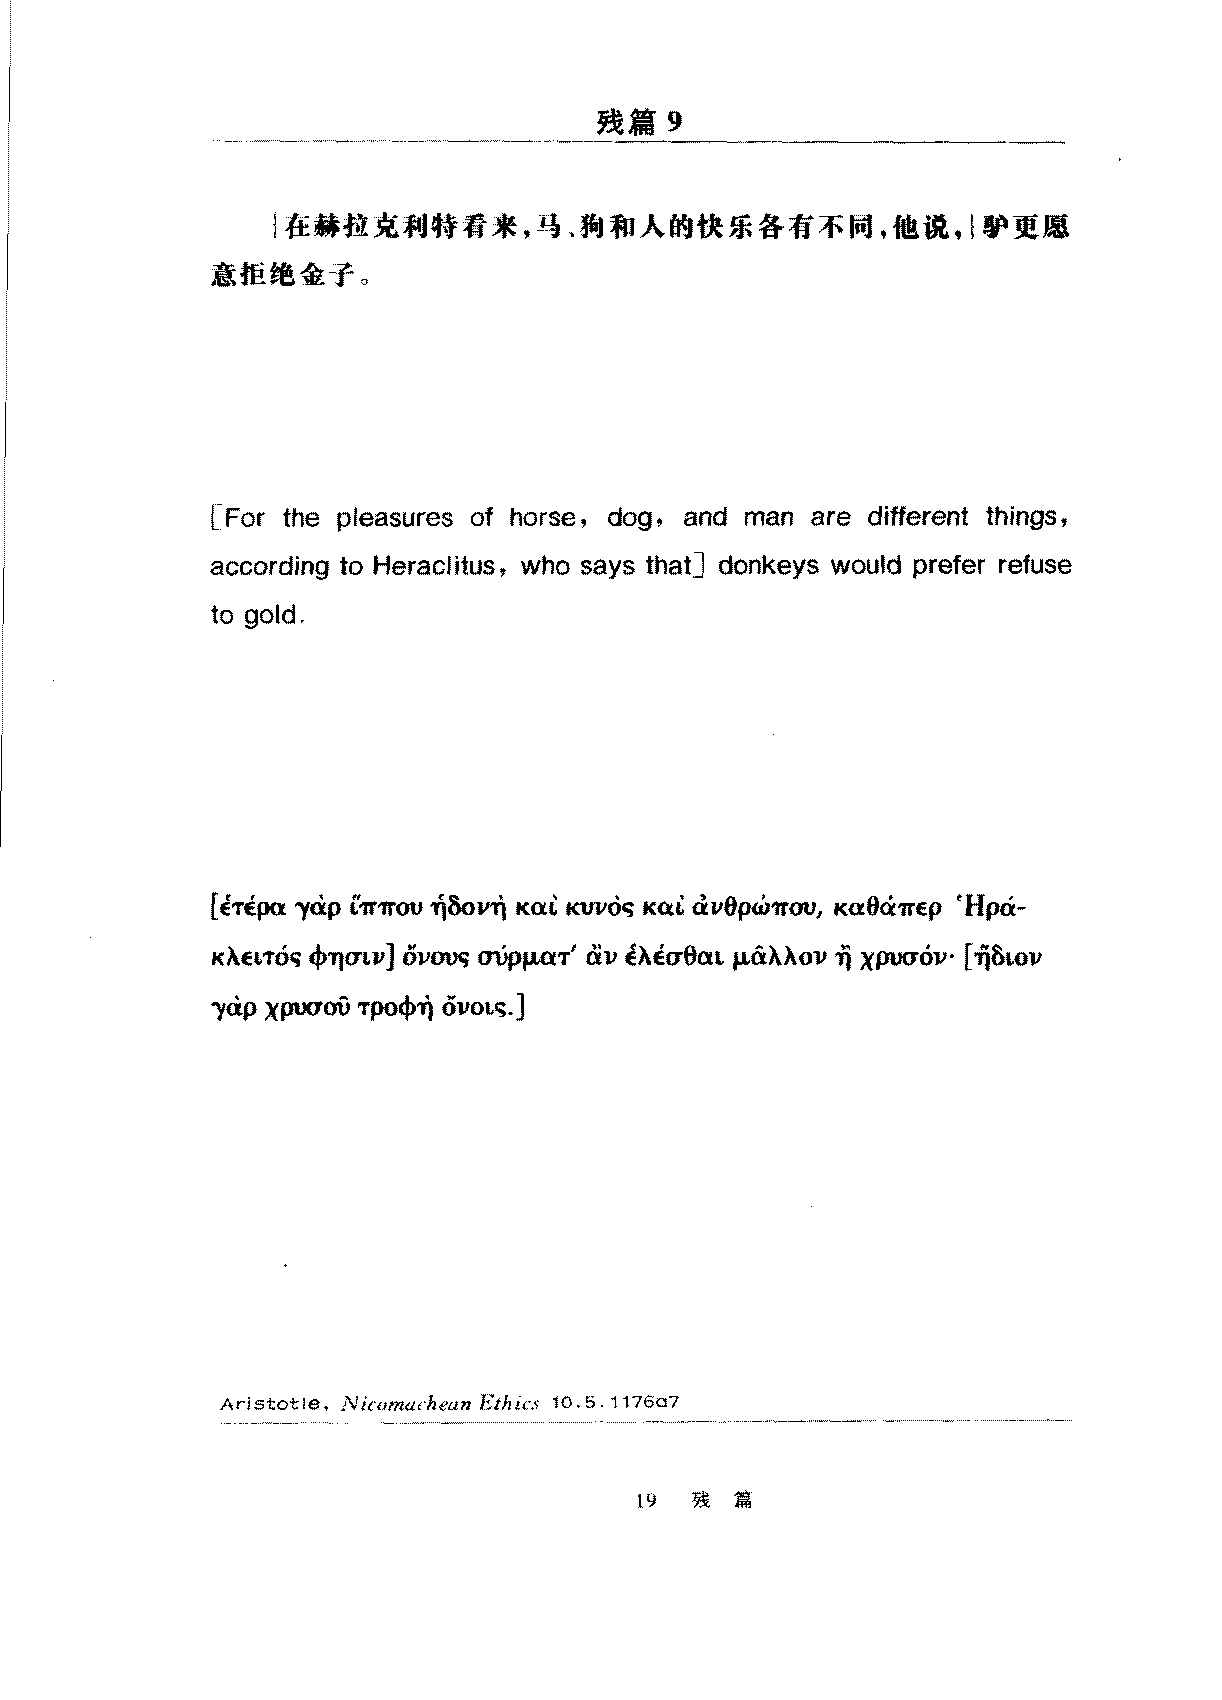 残篇 9
[在赫拉克利特看来,马、狗和人的快乐各有不同,他说,]驴更愿
意拒绝金子。
[For the pleasures of horse, dog, and man are different things,
according to Heraclitus, who says that] donkeys would prefer refuse
to gold.
[ἑτέρα γὰρ ἵππου ἡδονὴ καὶ κυνὸς καὶ ἀνθρώπου, καθάπερ Ἡρά-
κλειτός φησιν] ὄνους σύρματ' ἂν ἑλέσθαι μᾶλλον ἢ χρυσόν· [ἥδιον
γὰρ χρυσοῦ τροφὴ ὄνοις.]
Aristotle, Nicomachean Ethics 10.5.1176a7
19 残 篇